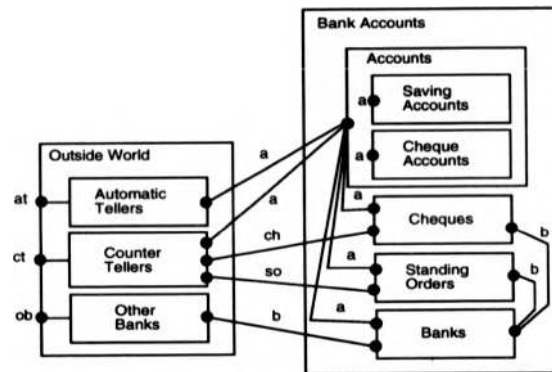 Bank Accounts
Accounts
a
Saving
Accounts
a
Cheque
Accounts
Outside World
a
at
Automatic
Tellers
a
a
Cheques
b
ct
Counter
Tellers
ch
so
a
Standing
Orders
b
ob
Other
Banks
b
a
Banks